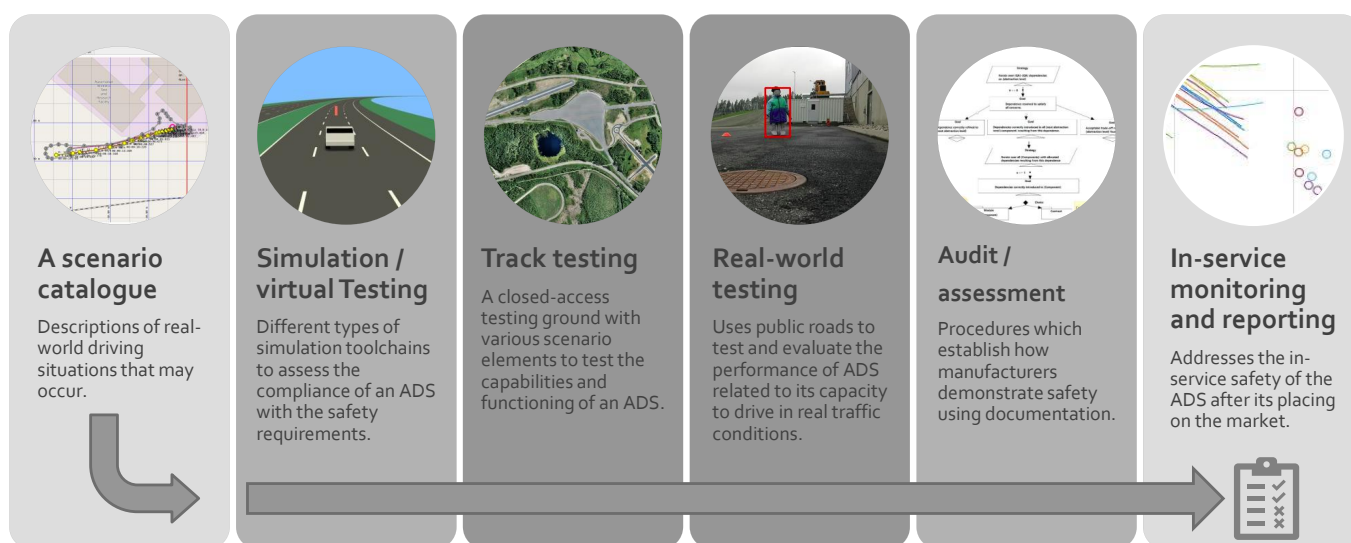 A scenario
catalogue
Descriptions of real-
world driving
situations that may
occur.
Simulation /
virtual Testing
Different types of
simulation toolchains
to assess the
compliance of an ADS
with the safety
requirements.
Track testing
A closed-access
testing ground with
various scenario
elements to test the
capabilities and
functioning of an ADS.
Real-world
testing
Uses public roads to
test and evaluate the
performance of ADS
related to its capacity
to drive in real traffic
conditions.
Audit /
assessment
Procedures which
establish how
manufacturers
demonstrate safety
using documentation.
In-service
monitoring
and reporting
Addresses the in-
service safety of the
ADS after its placing
on the market.